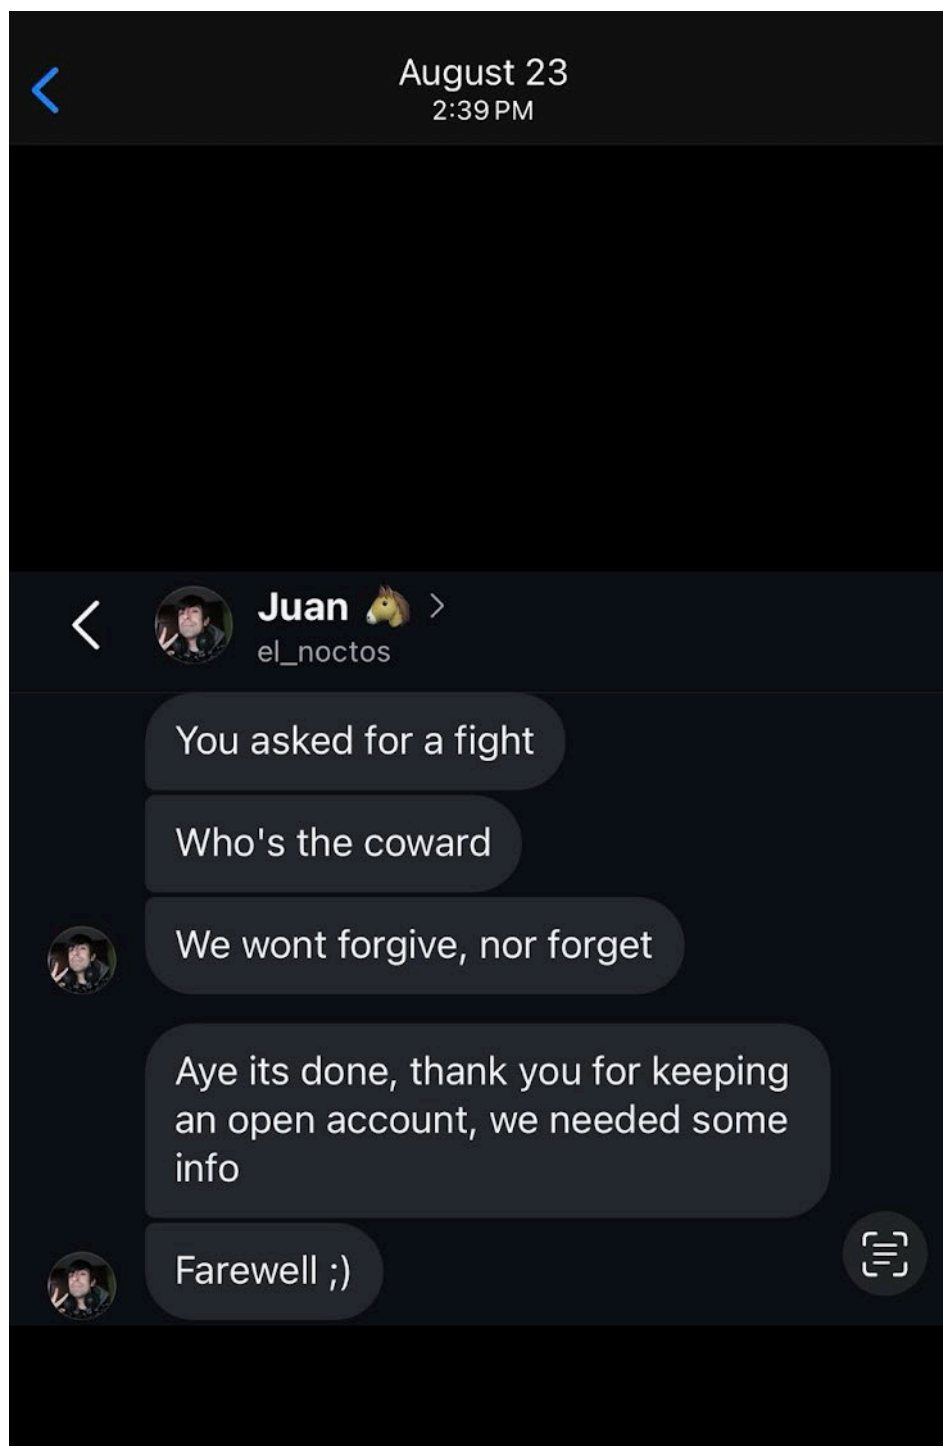 August 23
2:39 PM
Juan
el_noctos
You asked for a fight
Who's the coward
We wont forgive, nor forget
Aye its done, thank you for keeping
an open account, we needed some
info
Farewell ;)